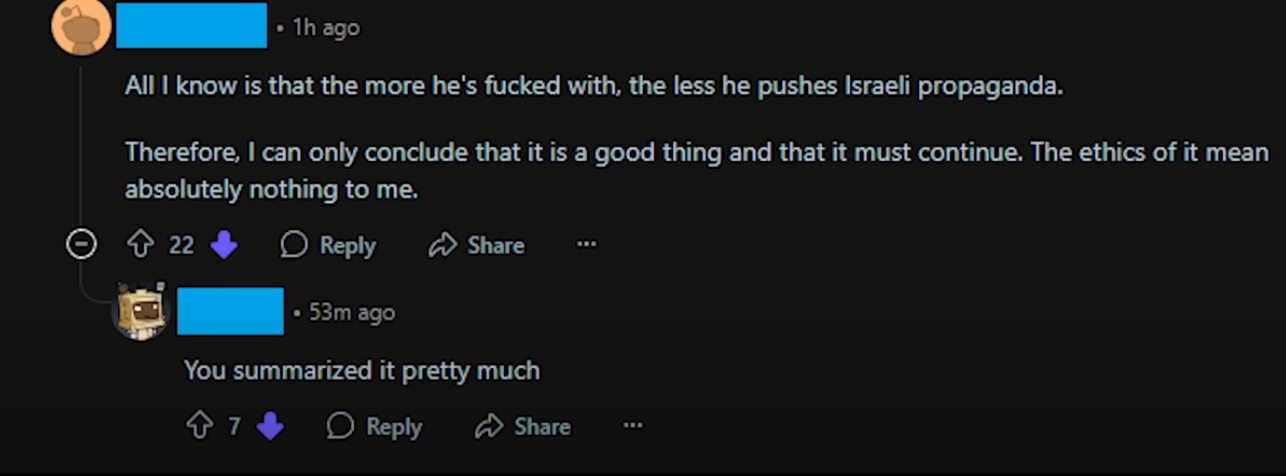 • 1h ago
All I know is that the more he's fucked with, the less he pushes Israeli propaganda.
Therefore, I can only conclude that it is a good thing and that it must continue. The ethics of it mean
absolutely nothing to me.
22 Reply Share ...
• 53m ago
You summarized it pretty much
7 Reply Share ...